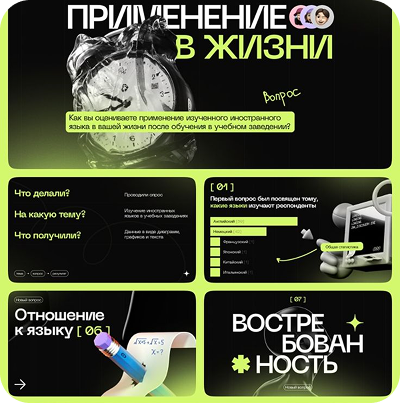 ПРИМЕНЕНИЕ
В ЖИЗНИ
Вопрос
Как вы оцениваете применение изученного иностранного
языка в вашей жизни после обучения в учебном заведении?
Что делали?
Проводили опрос
На какую тему?
Изучение иностранных
языков в учебных заведениях
Что получили?
Данные в виде диаграмм,
графиков и текста
тема
вопрос
результат
[ 01 ]
Первый вопрос был посвящен тому,
какие языки изучают респонденты
Английский
Немецкий
Французский
Японский
Китайский
Итальянский
Общая статистика
Новый вопрос
Отношение
к языку [ 06 ]
[ 07 ]
ВОСТРЕ
БОВАН
НОСТЬ
Новый вопрос